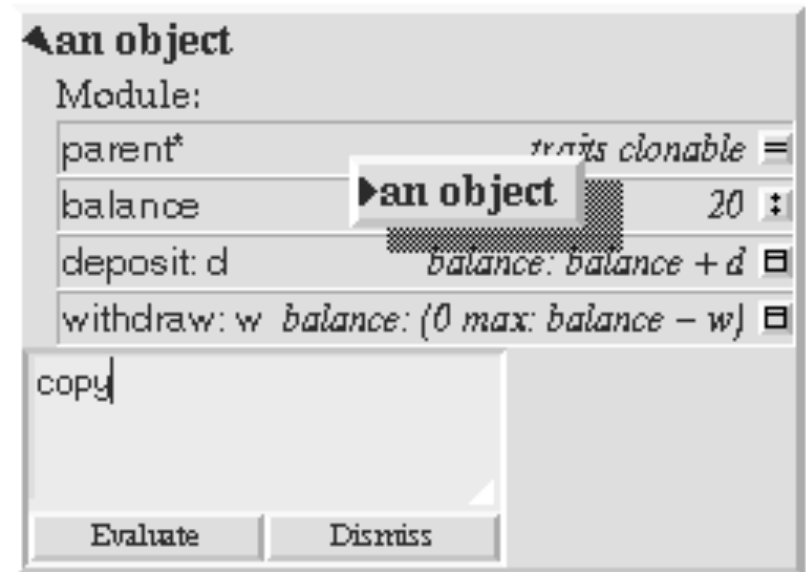 an object
Module:
parent* traits clonable =
an object
balance 20
deposit: d balance: balance + d
withdraw: w balance: (0 max: balance – w)
copy
Evaluate Dismiss